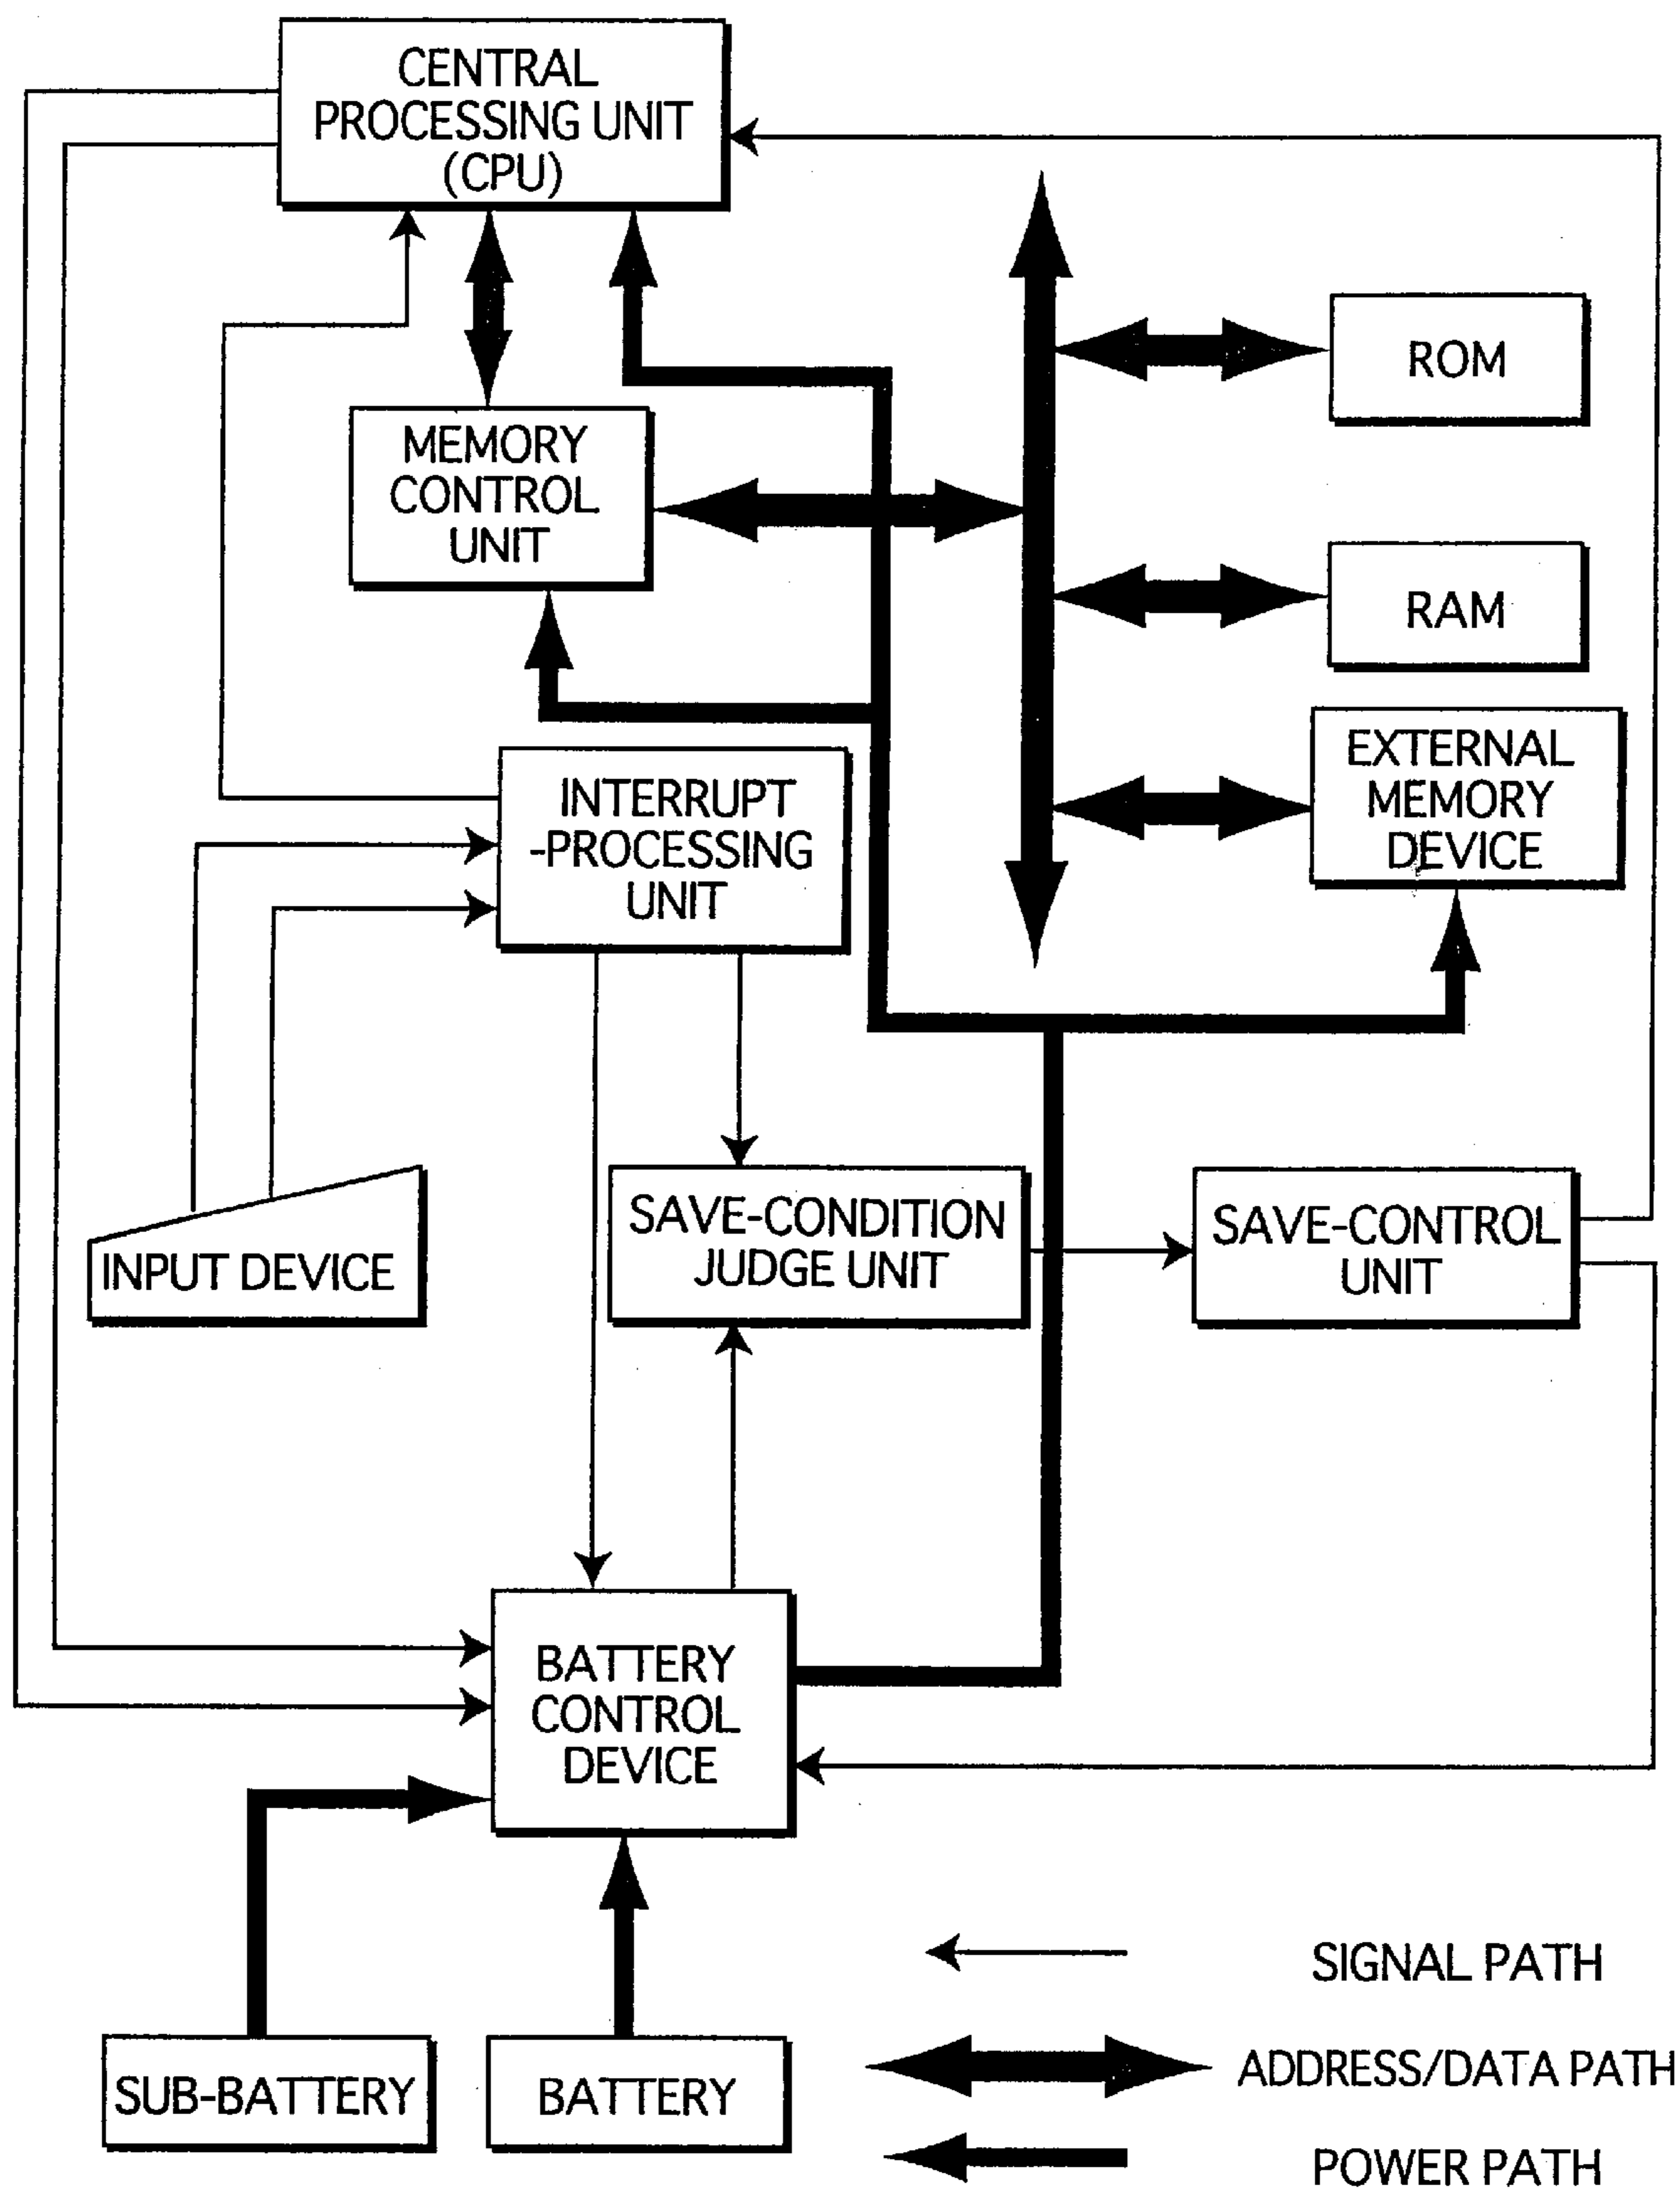 CENTRAL
PROCESSING UNIT
(CPU)
ROM
MEMORY
CONTROL
UNIT
RAM
EXTERNAL
MEMORY
DEVICE
INTERRUPT
-PROCESSING
UNIT
INPUT DEVICE
SAVE-CONDITION
JUDGE UNIT
SAVE-CONTROL
UNIT
BATTERY
CONTROL
DEVICE
SUB-BATTERY
BATTERY
SIGNAL PATH
ADDRESS/DATA PATH
POWER PATH